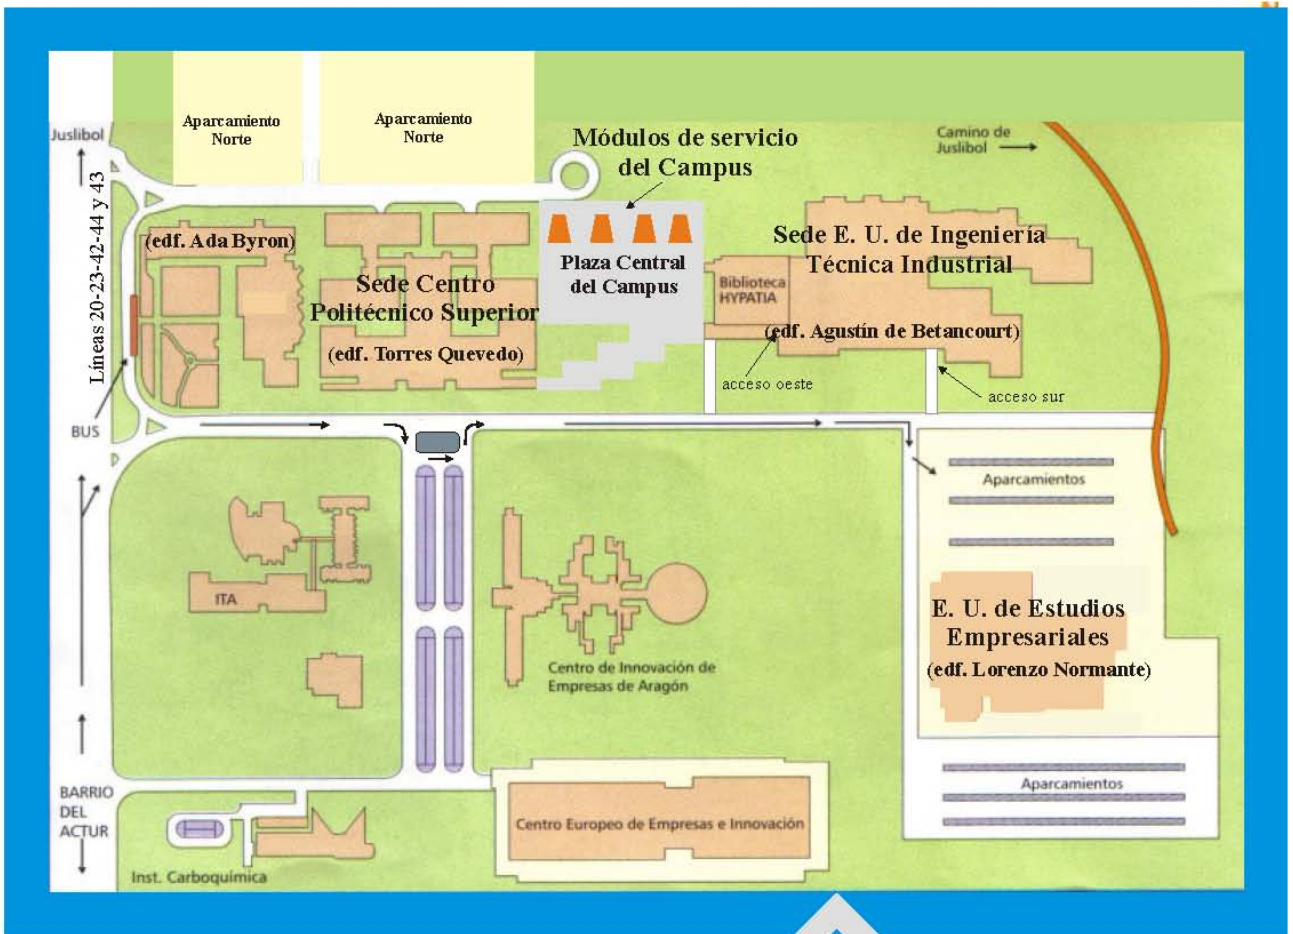 Aparcamiento
Norte
Aparcamiento
Norte
Juslibol
Módulos de servicio
del Campus
Camino de
Juslibol
Líneas 20-23-42-44 y 43
(edf. Ada Byron)
Sede Centro
Politécnico Superior
(edf. Torres Quevedo)
Plaza Central
del Campus
Sede E. U. de Ingeniería
Técnica Industrial
Biblioteca
HYPATIA
(edf. Agustín de Betancourt)
acceso oeste
acceso sur
BUS
Aparcamientos
ITA
E. U. de Estudios
Empresariales
(edf. Lorenzo Normante)
Centro de Innovación de
Empresas de Aragón
BARRIO
DEL
ACTUR
Aparcamientos
Centro Europeo de Empresas e Innovación
Inst. Carboquímica